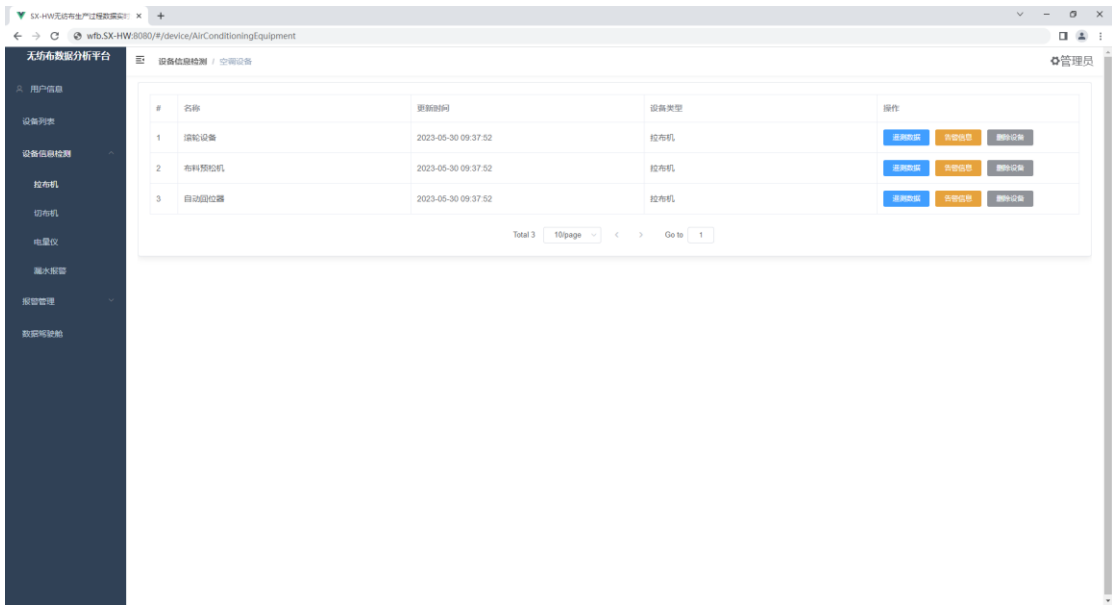 SX-HW无纺布生产过程数据实时
wfb.SX-HW:8080/#/device/AirConditioningEquipment
无纺布数据分析平台
设备信息检测 / 空调设备
管理员
用户信息
设备列表
设备信息检测
拉布机
切布机
电量仪
漏水报警
报警管理
数据驾驶舱
# 名称 更新时间 设备类型 操作
1 滚轮设备 2023-05-30 09:37:52 拉布机 遥测数据 告警信息 删除设备
2 布料预检机 2023-05-30 09:37:52 拉布机 遥测数据 告警信息 删除设备
3 自动回位器 2023-05-30 09:37:52 拉布机 遥测数据 告警信息 删除设备
Total 3 10/page Go to 1